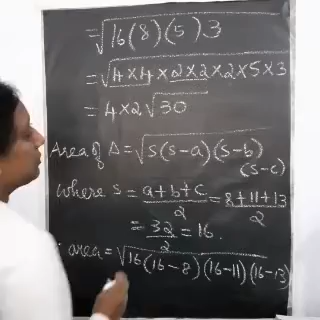 =√16(8)(5)3
=√4×4×2×2×2×5×3
=4×2√30
Area of Δ=√s(s-a)(s-b)
(s-c)
where s=a+b+c/2=8+11+13/2
=32/2=16.
area=√16(16-8)(16-11)(16-13)